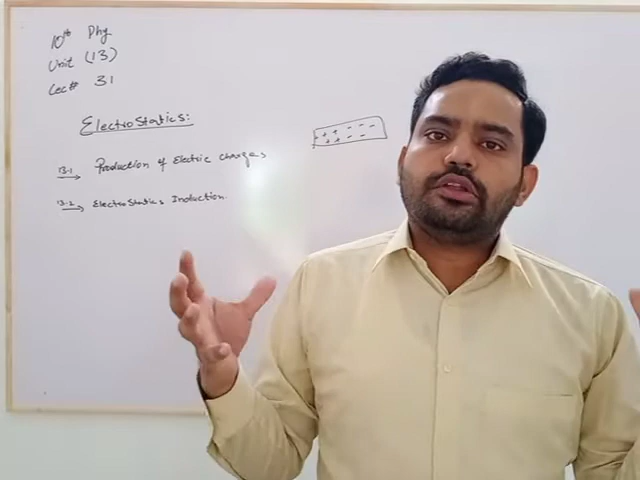 10th Phy
Unit (13)
Lec# 31
ElectroStatics:
13-1 Production of Electric charges
13-2 ElectroStatics Induction
+ + + - - -
+ + + - -